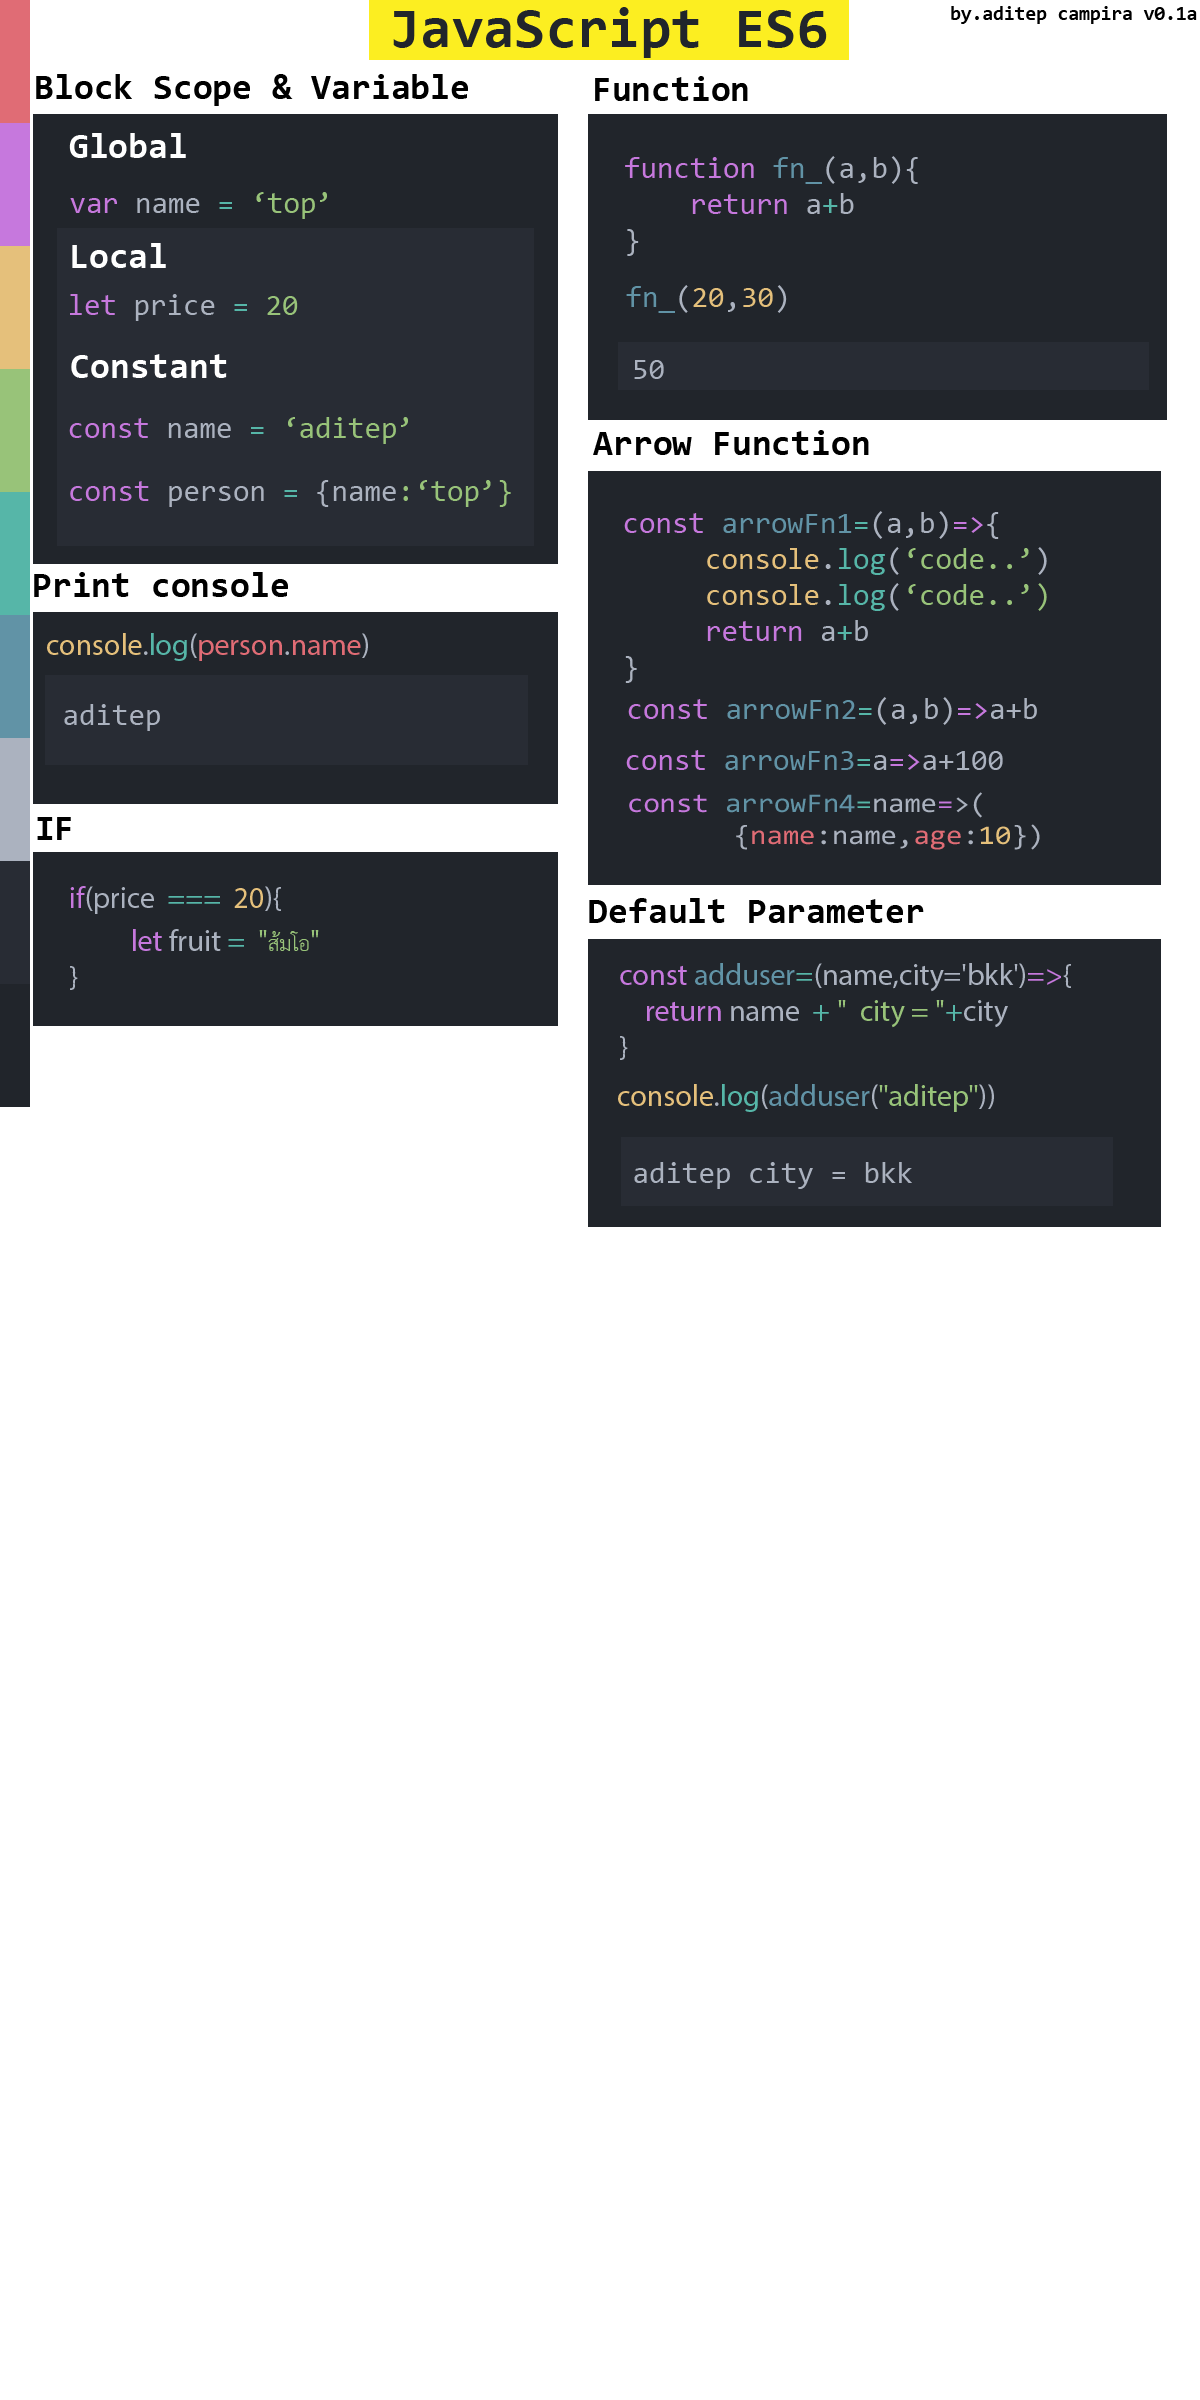 JavaScript ES6
by.aditep campira v0.1a
Block Scope & Variable
Global
var name = ‘top’
Local
let price = 20
Constant
const name = ‘aditep’
const person = {name:‘top’}
Print console
console.log(person.name)
aditep
IF
if(price === 20){
let fruit = "ส้มโอ"
}
Function
function fn_(a,b){
return a+b
}
fn_(20,30)
50
Arrow Function
const arrowFn1=(a,b)=>{
console.log(‘code..’)
console.log(‘code..’)
return a+b
}
const arrowFn2=(a,b)=>a+b
const arrowFn3=a=>a+100
const arrowFn4=name=>(
{name:name,age:10})
Default Parameter
const adduser=(name,city='bkk')=>{
return name + " city = "+city
}
console.log(adduser("aditep"))
aditep city = bkk